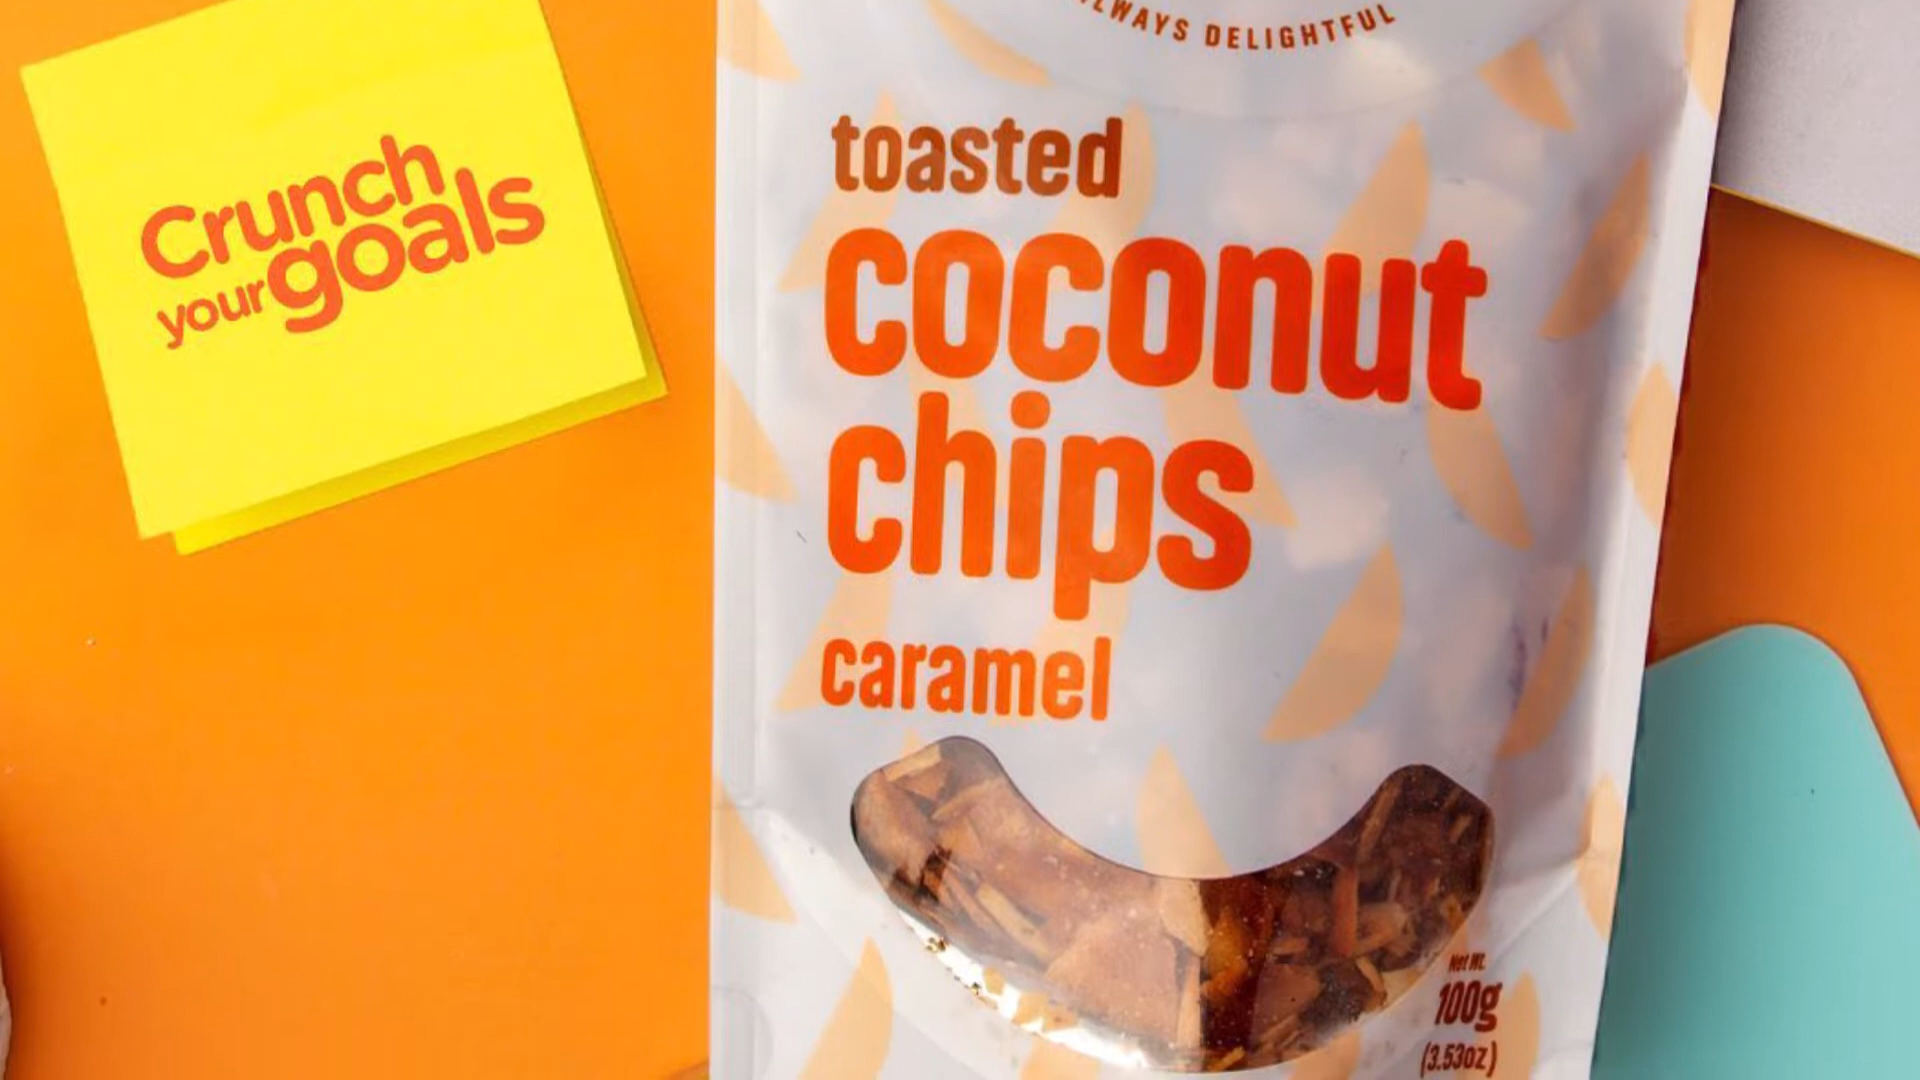 Crunch
your goals
ALWAYS DELIGHTFUL
toasted
coconut
chips
caramel
Net Wt.
100g
(3.53oz)